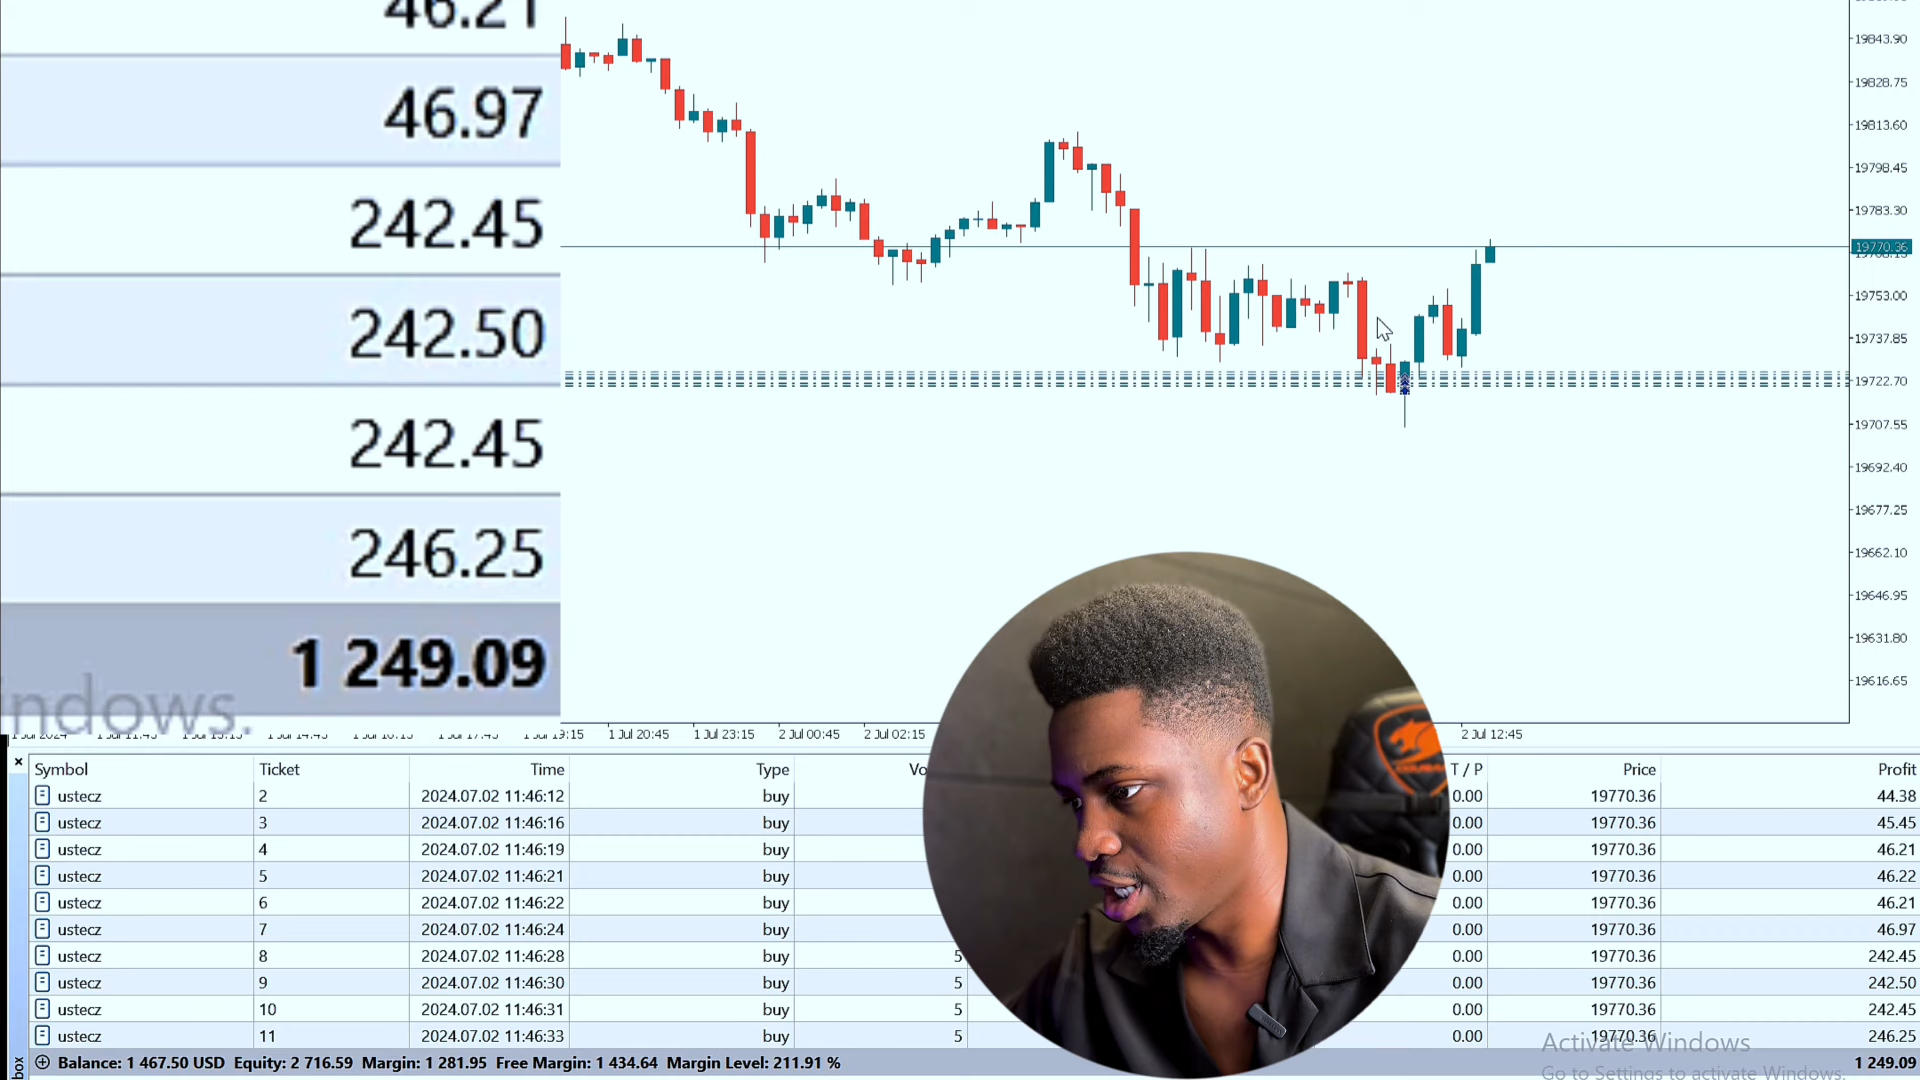 46.21
46.97
242.45
242.50
242.45
246.25
1 249.09
indows.
19843.90
19828.75
19813.60
19798.45
19783.30
19770.36
19753.00
19737.85
19722.70
19707.55
19692.40
19677.25
19662.10
19646.95
19631.80
19616.65
1 Jul 20:45 1 Jul 23:15 2 Jul 00:45 2 Jul 02:15 2 Jul 12:45
Symbol Ticket Time Type Vo T / P Price Profit
ustecz 2 2024.07.02 11:46:12 buy 0.00 19770.36 44.38
ustecz 3 2024.07.02 11:46:16 buy 0.00 19770.36 45.45
ustecz 4 2024.07.02 11:46:19 buy 0.00 19770.36 46.21
ustecz 5 2024.07.02 11:46:21 buy 0.00 19770.36 46.22
ustecz 6 2024.07.02 11:46:22 buy 0.00 19770.36 46.21
ustecz 7 2024.07.02 11:46:24 buy 0.00 19770.36 46.97
ustecz 8 2024.07.02 11:46:28 buy 5 0.00 19770.36 242.45
ustecz 9 2024.07.02 11:46:30 buy 5 0.00 19770.36 242.50
ustecz 10 2024.07.02 11:46:31 buy 5 0.00 19770.36 242.45
ustecz 11 2024.07.02 11:46:33 buy 5 0.00 19770.36 246.25
Balance: 1 467.50 USD Equity: 2 716.59 Margin: 1 281.95 Free Margin: 1 434.64 Margin Level: 211.91 % 1 249.09
box
Activate Windows
Go to Settings to activate Windows.
COUGAR